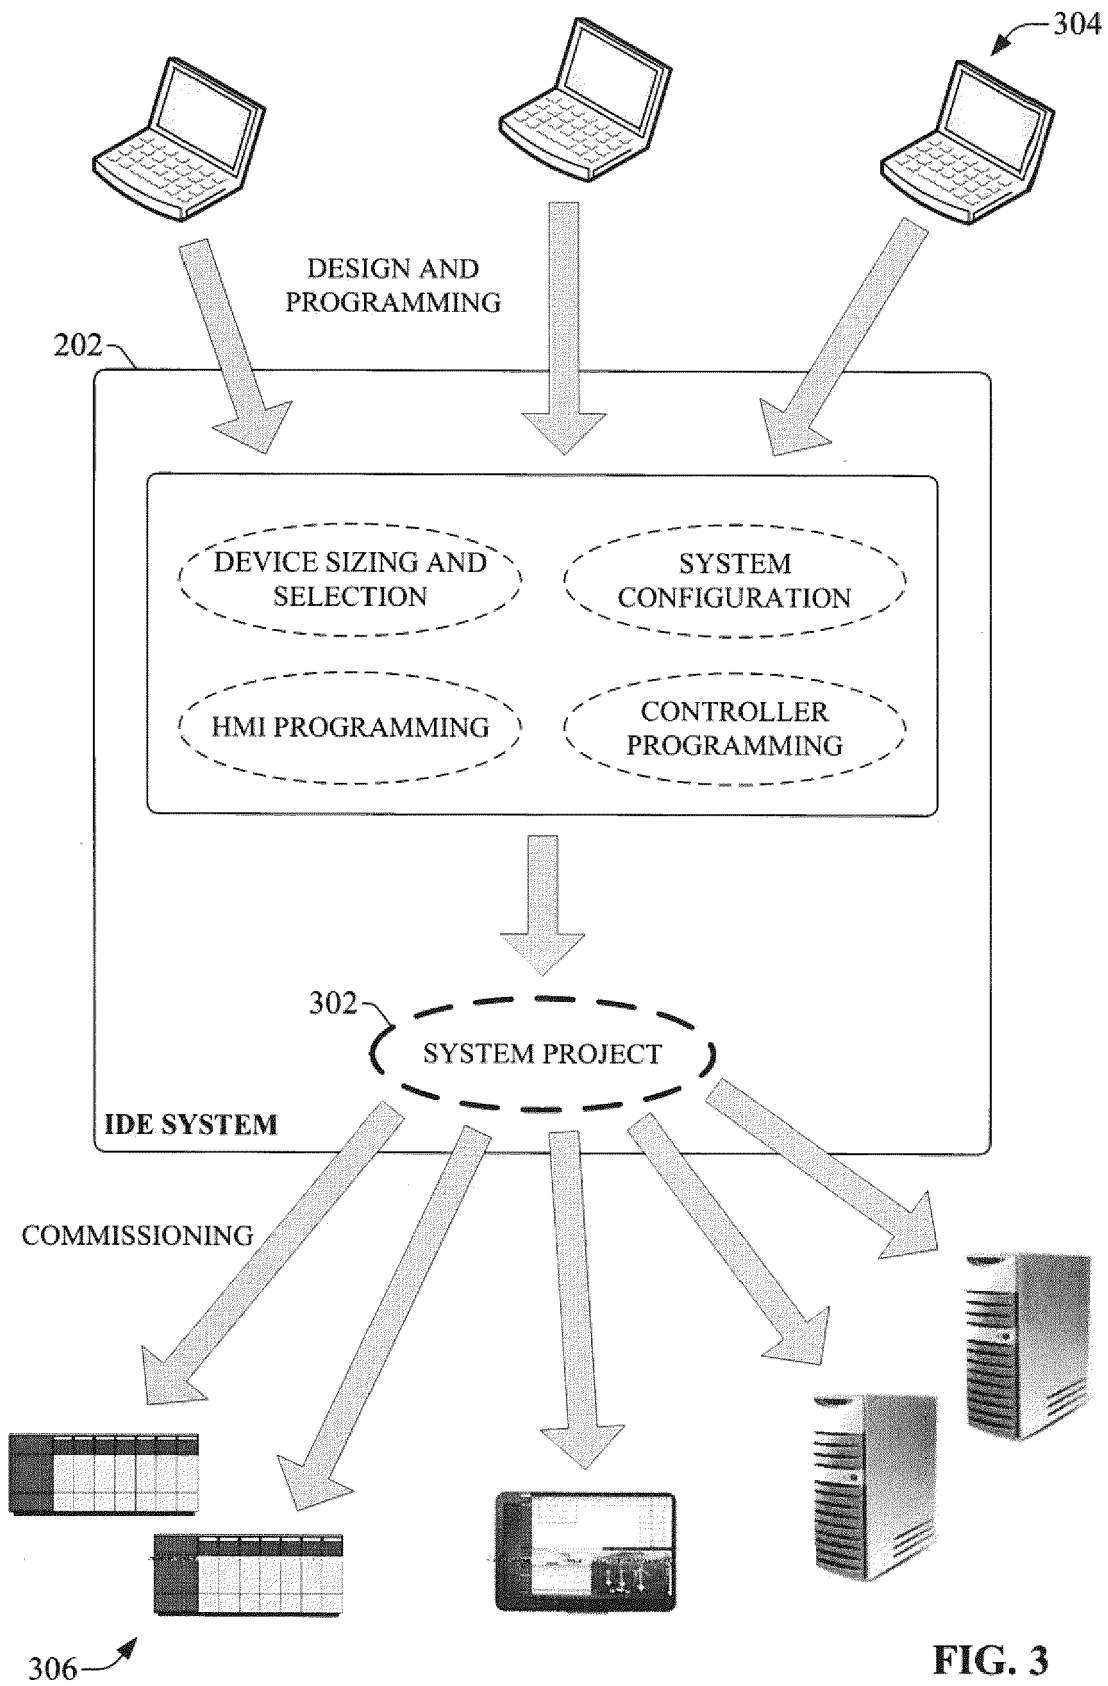 304
DESIGN AND
PROGRAMMING
202
DEVICE SIZING AND
SELECTION
SYSTEM
CONFIGURATION
HMI PROGRAMMING
CONTROLLER
PROGRAMMING
302
SYSTEM PROJECT
IDE SYSTEM
COMMISSIONING
306
FIG. 3